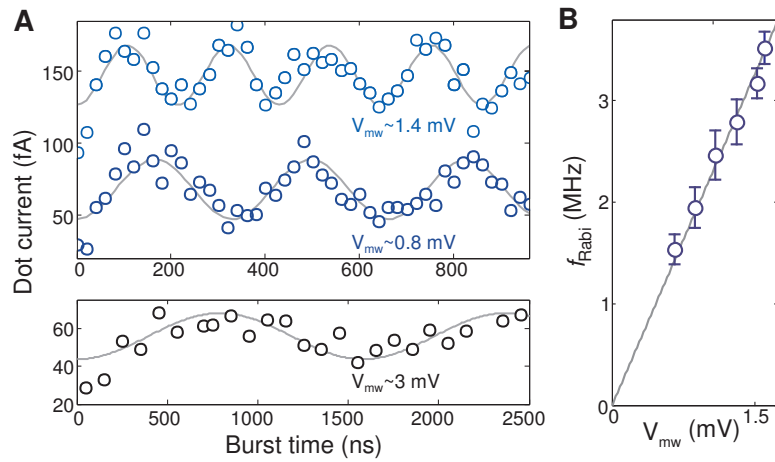 A
150
100
50
Dot current (fA)
V_mw~1.4 mV
V_mw~0.8 mV
0 200 400 600 800
60
40
20
V_mw~3 mV
0 500 1000 1500 2000 2500
Burst time (ns)
B
f_Rabi (MHz)
3
2
1
0
0 1.5
V_mw (mV)